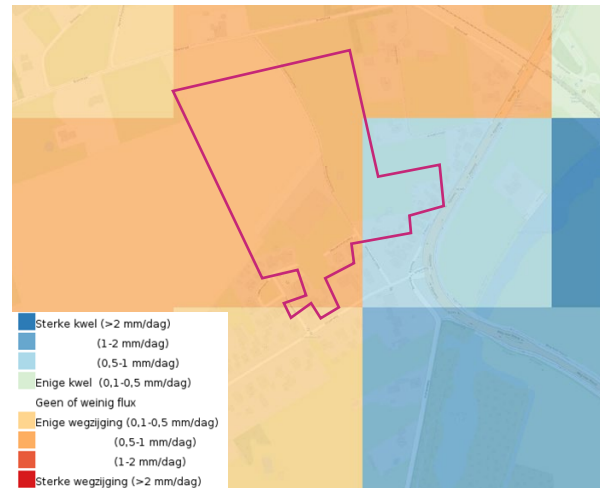 Sterke kwel (>2 mm/dag)
(1-2 mm/dag)
(0,5-1 mm/dag)
Enige kwel (0,1-0,5 mm/dag)
Geen of weinig flux
Enige wegzijging (0,1-0,5 mm/dag)
(0,5-1 mm/dag)
(1-2 mm/dag)
Sterke wegzijging (>2 mm/dag)